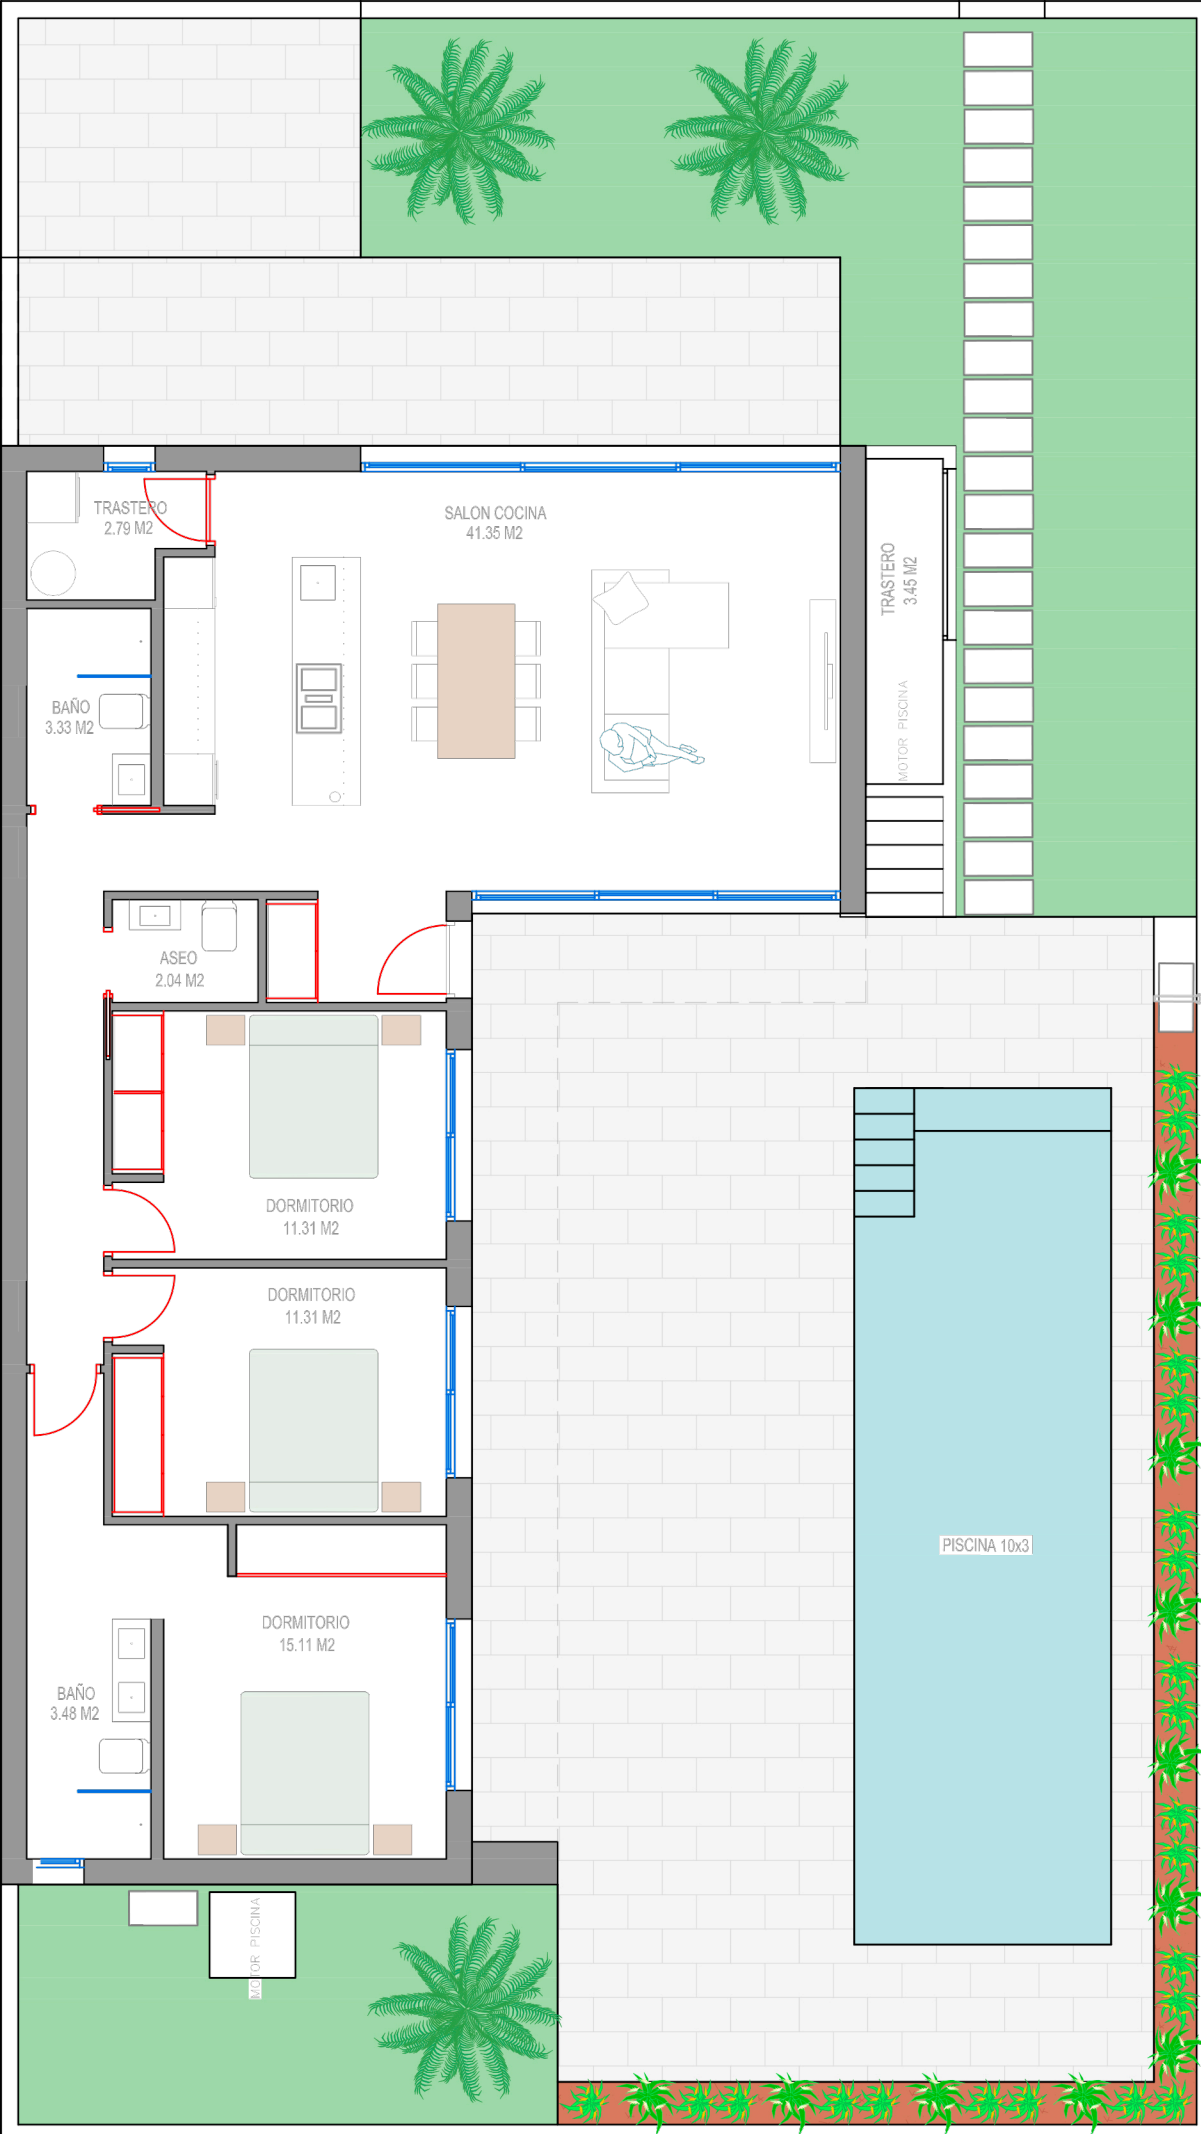 TRASTERO
2.79 M2
SALON COCINA
41.35 M2
TRASTERO
3.45 M2
MOTOR PISCINA
BAÑO
3.33 M2
ASEO
2.04 M2
DORMITORIO
11.31 M2
DORMITORIO
11.31 M2
PISCINA 10x3
DORMITORIO
15.11 M2
BAÑO
3.48 M2
MOTOR PISCINA